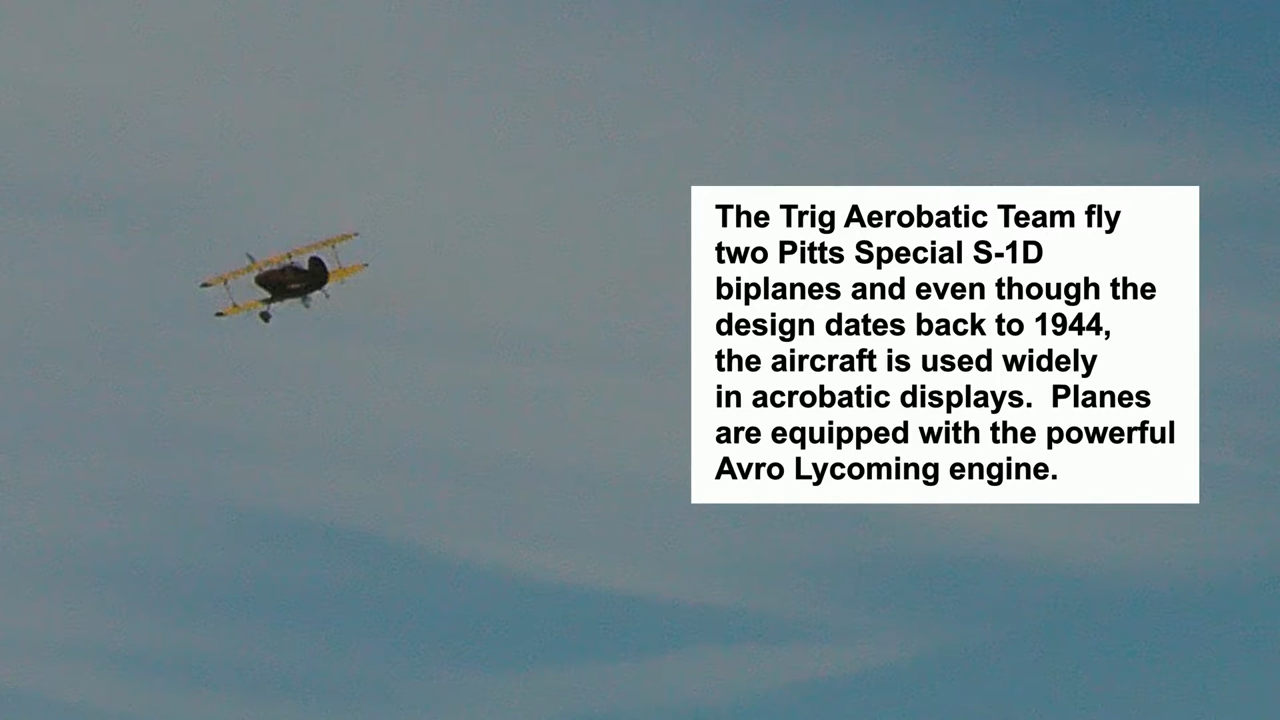 The Trig Aerobatic Team fly
two Pitts Special S-1D
biplanes and even though the
design dates back to 1944,
the aircraft is used widely
in acrobatic displays.  Planes
are equipped with the powerful
Avro Lycoming engine.